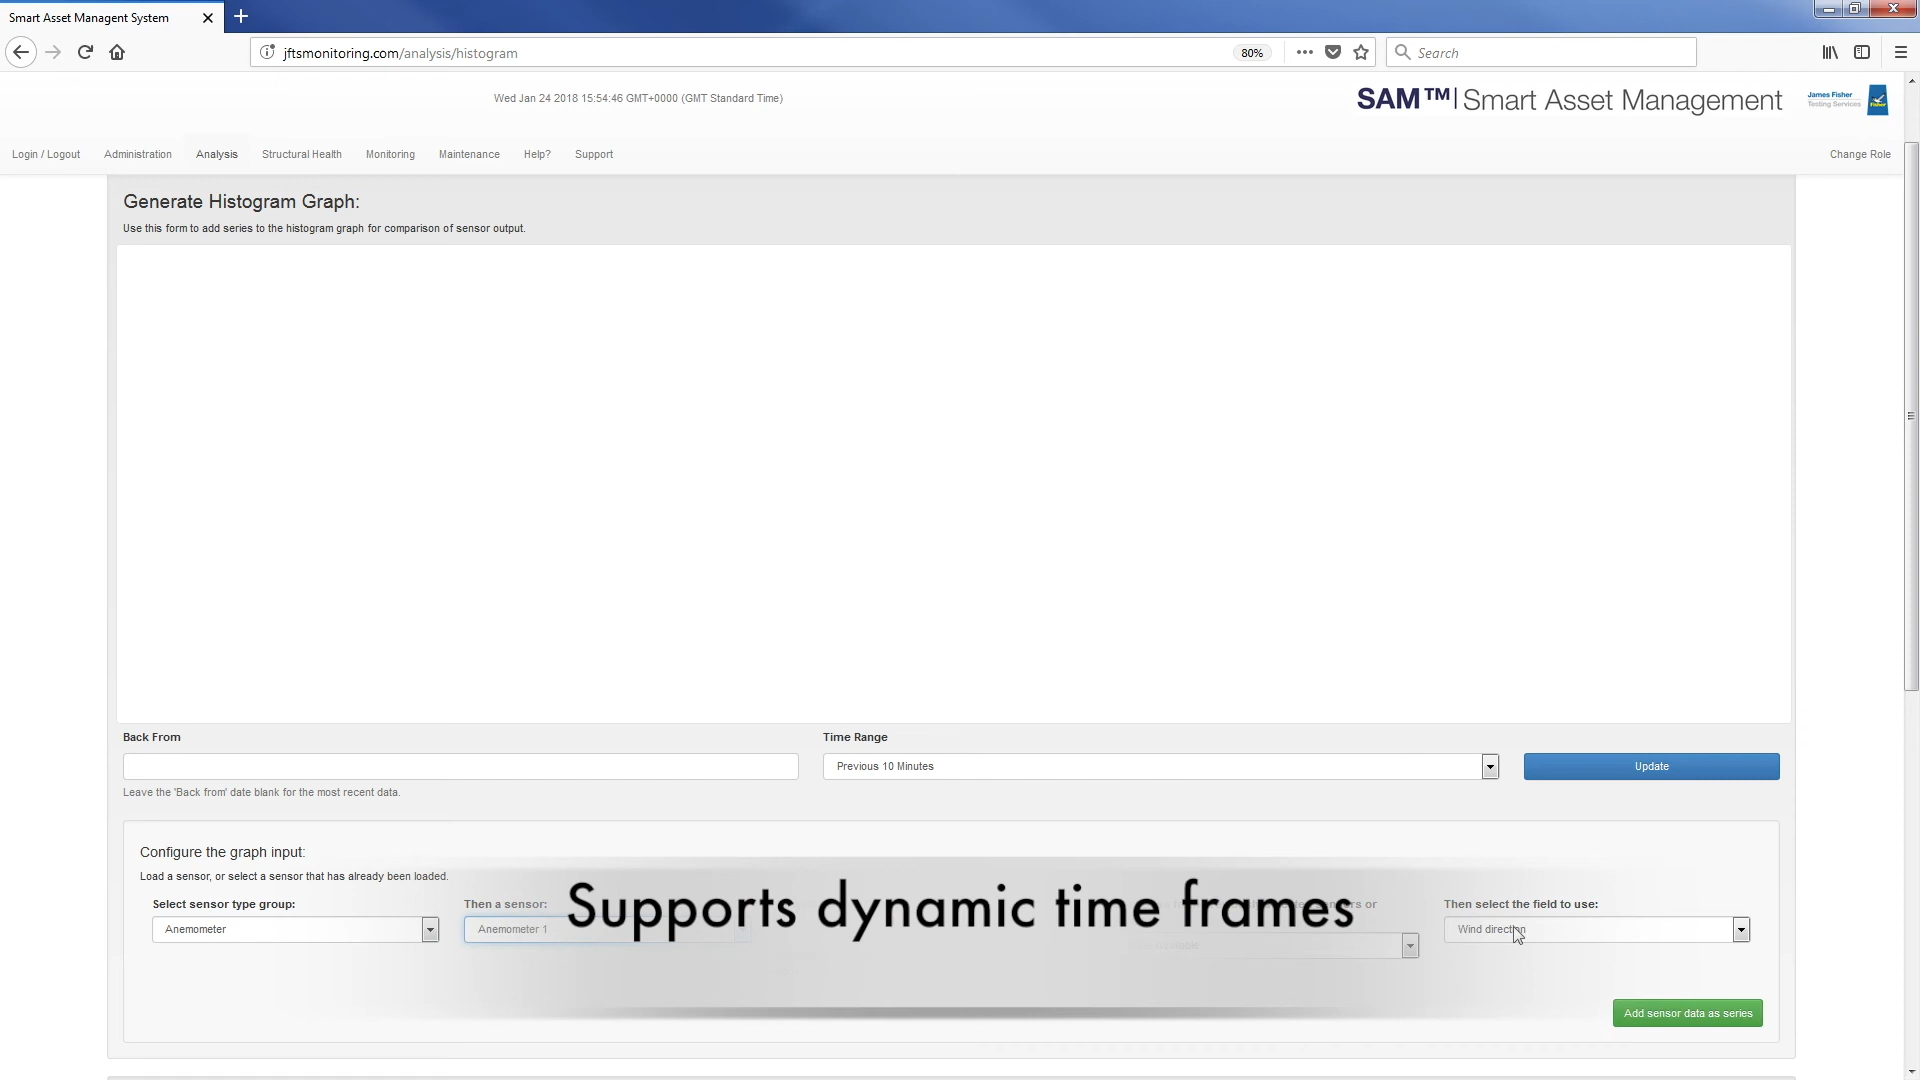 Smart Asset Managent System
jftsmonitoring.com/analysis/histogram
80%
Search
Wed Jan 24 2018 15:54:46 GMT+0000 (GMT Standard Time)
SAM™| Smart Asset Management
James Fisher
Testing Services
Login / Logout
Administration
Analysis
Structural Health
Monitoring
Maintenance
Help?
Support
Change Role
Generate Histogram Graph:
Use this form to add series to the histogram graph for comparison of sensor output.
Back From
Time Range
Previous 10 Minutes
Update
Leave the 'Back from' date blank for the most recent data.
Configure the graph input:
Load a sensor, or select a sensor that has already been loaded.
Select sensor type group:
Then a sensor:
or
Then select the field to use:
Anemometer
Anemometer 1
Wind direction
Supports dynamic time frames
Add sensor data as series